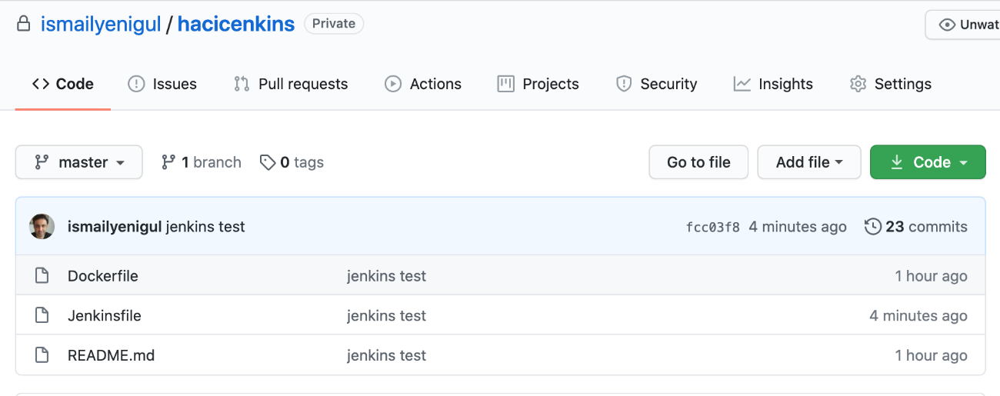 ismailyenigul / hacicenkins Private Unwat
Code Issues Pull requests Actions Projects Security Insights Settings
master 1 branch 0 tags Go to file Add file Code
ismailyenigul jenkins test fcc03f8 4 minutes ago 23 commits
Dockerfile jenkins test 1 hour ago
Jenkinsfile jenkins test 4 minutes ago
README.md jenkins test 1 hour ago